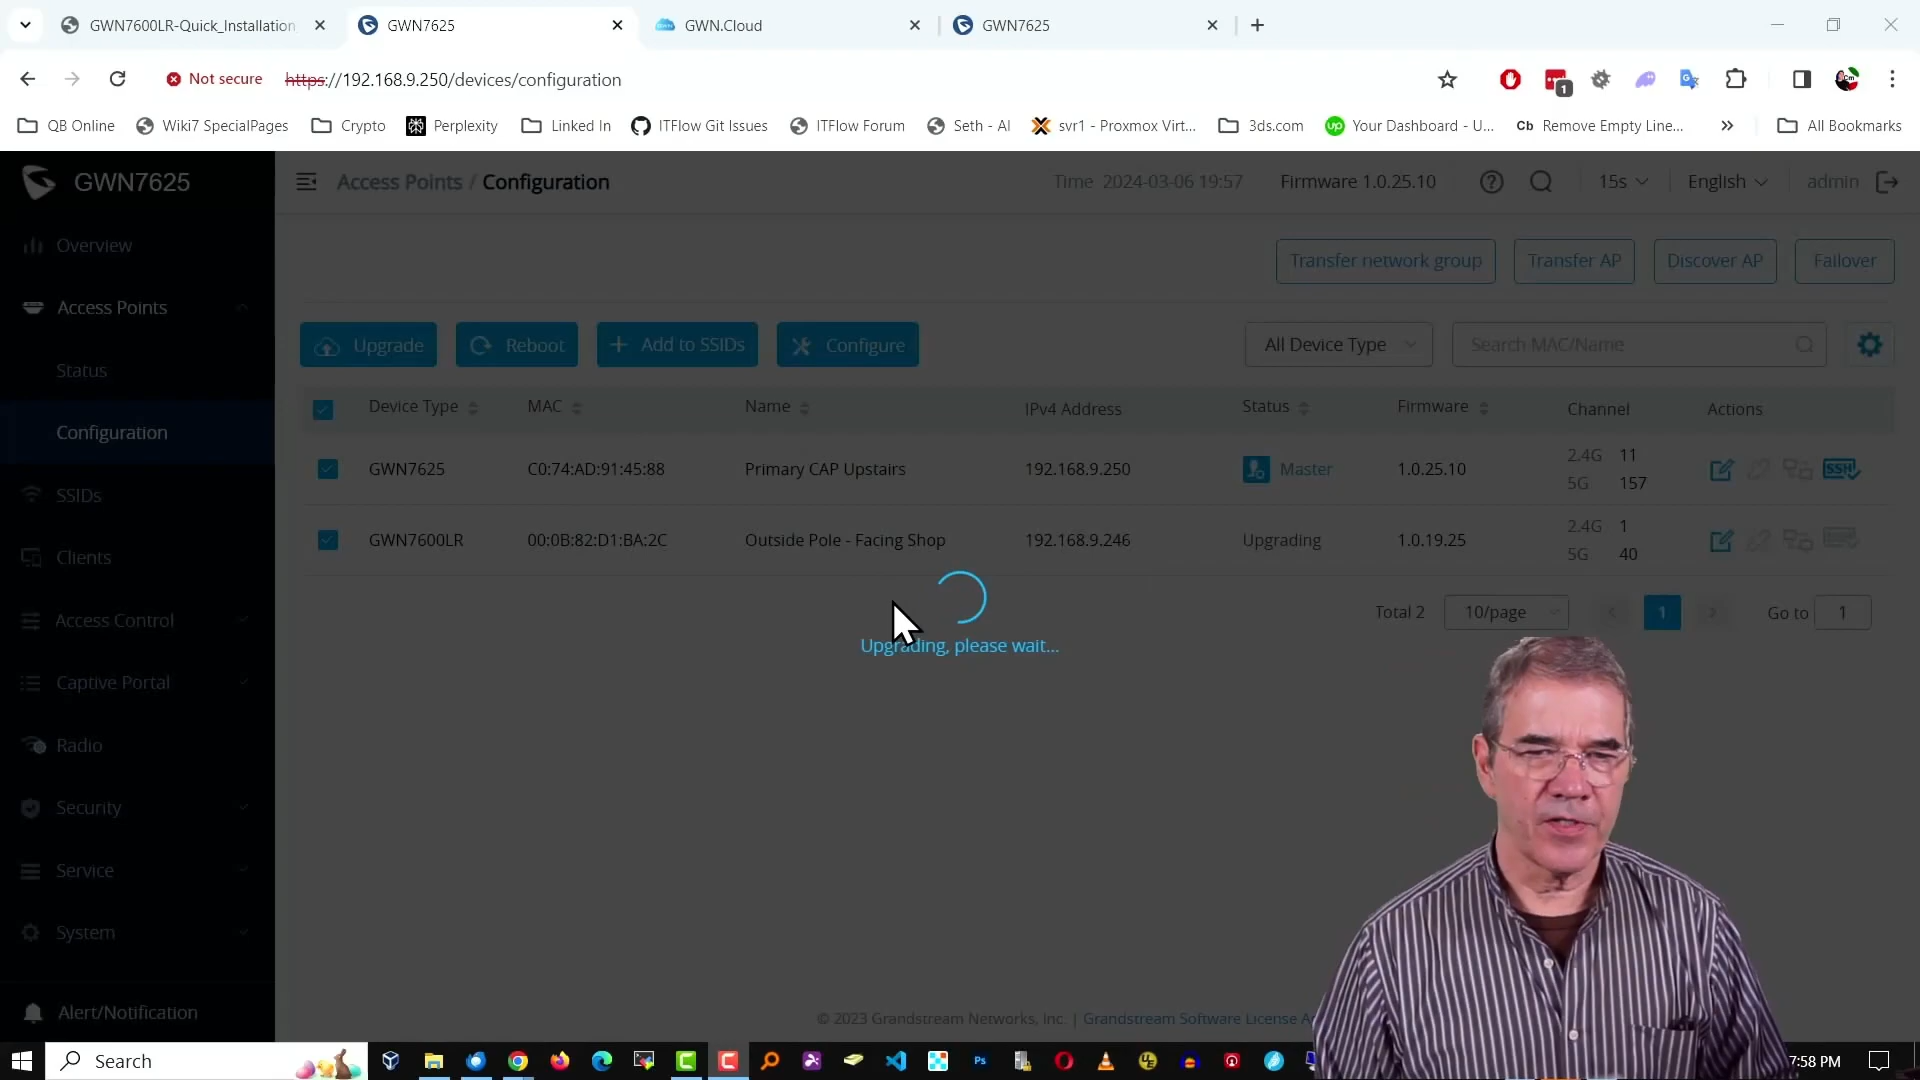 GWN7600LR-Quick_Installation
GWN7625
GWN.Cloud
GWN7625
Not secure
https://192.168.9.250/devices/configuration
1
QB Online
Wiki7 SpecialPages
Crypto
Perplexity
Linked In
ITFlow Git Issues
ITFlow Forum
Seth - AI
svr1 - Proxmox Virt...
3ds.com
Your Dashboard - U...
Remove Empty Line...
All Bookmarks
GWN7625
Access Points / Configuration
Time 2024-03-06 19:57
Firmware 1.0.25.10
15s
English
admin
Overview
Access Points
Status
Configuration
SSIDs
Clients
Access Control
Captive Portal
Radio
Security
Service
System
Alert/Notification
Transfer network group
Transfer AP
Discover AP
Failover
Upgrade
Reboot
Add to SSIDs
Configure
All Device Type
Search MAC/Name
Device Type MAC Name IPv4 Address Status Firmware Channel Actions
GWN7625 C0:74:AD:91:45:88 Primary CAP Upstairs 192.168.9.250 Master 1.0.25.10 2.4G 11
5G 157
SSH
GWN7600LR 00:0B:82:D1:BA:2C Outside Pole - Facing Shop 192.168.9.246 Upgrading 1.0.19.25 2.4G 1
5G 40
Total 2 10/page 1 Go to 1
Upgrading, please wait...
© 2023 Grandstream Networks, Inc. | Grandstream Software License A
Search
Ps
7:58 PM